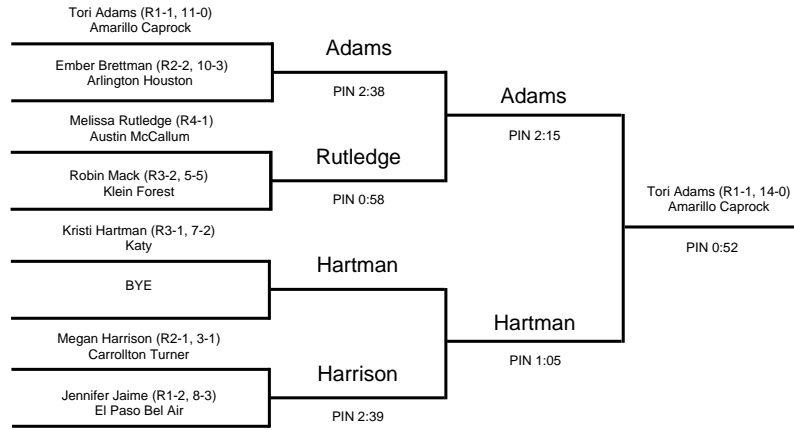 Tori Adams (R1-1, 11-0)
Amarillo Caprock
Ember Brettman (R2-2, 10-3)
Arlington Houston
Melissa Rutledge (R4-1)
Austin McCallum
Robin Mack (R3-2, 5-5)
Klein Forest
Kristi Hartman (R3-1, 7-2)
Katy
BYE
Megan Harrison (R2-1, 3-1)
Carrollton Turner
Jennifer Jaime (R1-2, 8-3)
El Paso Bel Air
Adams
PIN 2:38
Rutledge
PIN 0:58
Hartman
Harrison
PIN 2:39
Adams
PIN 2:15
Hartman
PIN 1:05
Tori Adams (R1-1, 14-0)
Amarillo Caprock
PIN 0:52